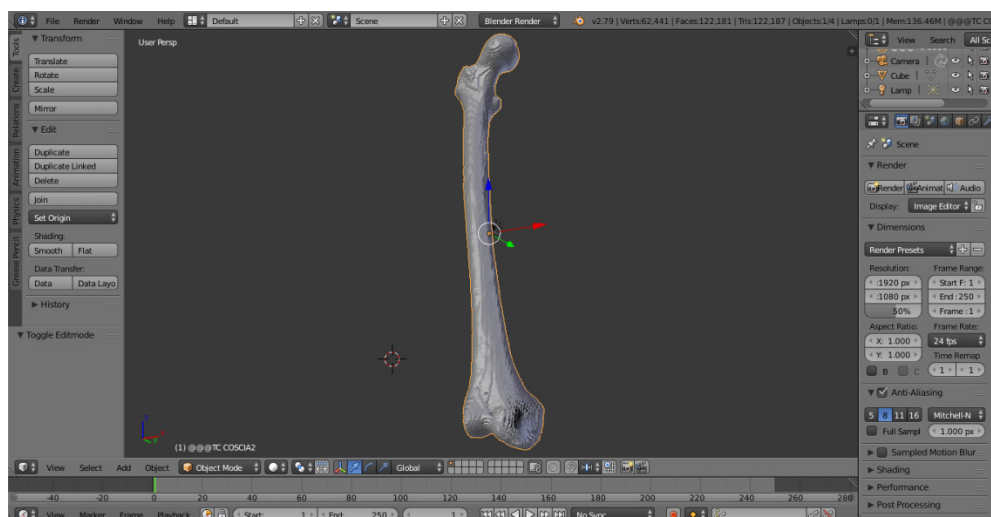 File Render Window Help Default Scene Blender Render v2.79 | Verts:62,441 | Faces:122,181 | Tris:122,187 | Objects:1/4 | Lamps:0/1 | Mem:136.46M | @@@TC CO
Tools
Create
Relations
Animation
Physics
Grease Pencil
Transform
Translate
Rotate
Scale
Mirror
Edit
Duplicate
Duplicate Linked
Delete
Join
Set Origin
Shading:
Smooth Flat
Data Transfer:
Data Data Layo
History
Toggle Editmode
User Persp
(1) @@@TC COSCIA2
View Search All Sc
Camera
Cube
Lamp
Scene
Render
Render Animat Audio
Display: Image Editor
Dimensions
Render Presets
Resolution: Frame Range:
:1920 px Start F: 1
:1080 px End : 250
50% Frame : 1
Aspect Ratio: Frame Rate:
X: 1.000 24 fps
Y: 1.000 Time Remap
B C 1 1
Anti-Aliasing
5 8 11 16 Mitchell-N
Full Sampl 1.000 px
Sampled Motion Blur
Shading
Performance
Post Processing
View Select Add Object Object Mode Global
-40 -20 0 20 40 60 80 100 120 140 160 180 200 220 240 260 280
View Marker Frame Playback Start: 1 End: 250 1 No Sync